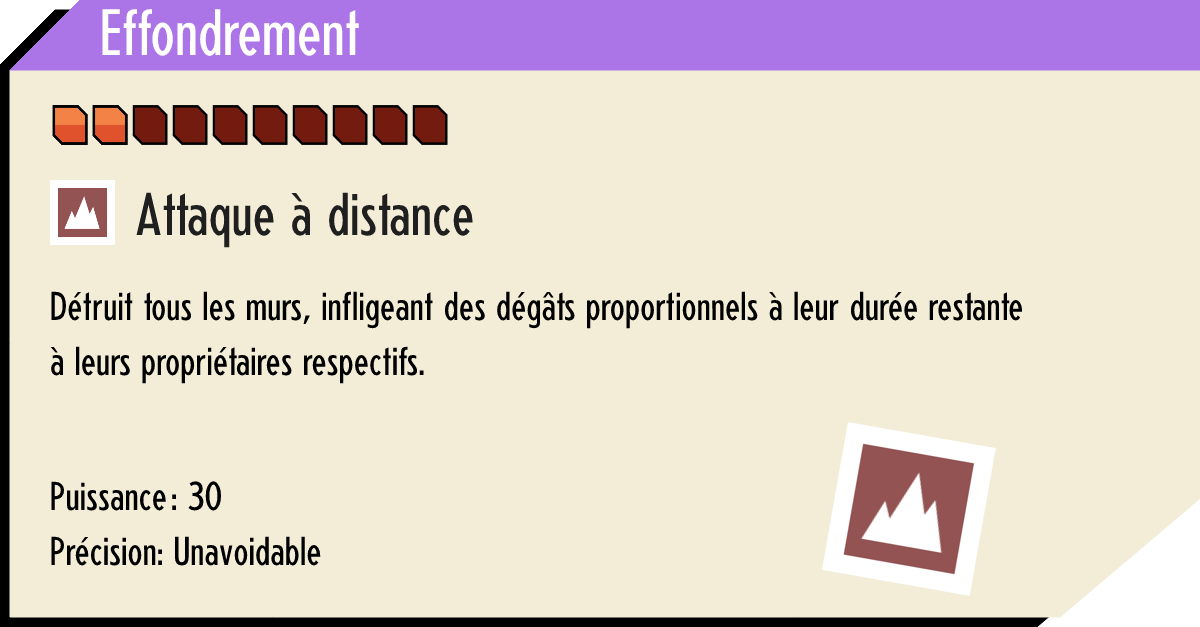 Effondrement
Attaque à distance
Détruit tous les murs, infligeant des dégâts proportionnels à leur durée restante
à leurs propriétaires respectifs.
Puissance : 30
Précision: Unavoidable